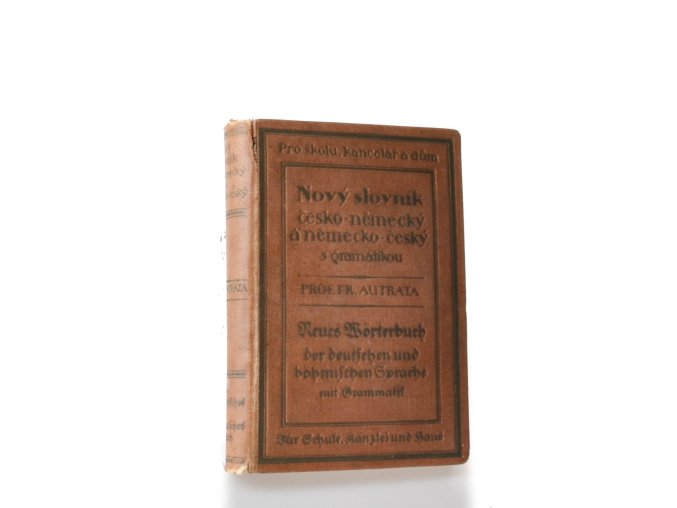 Pro školu, kancelář a dům
Nový slovník
česko-německý
a německo-český
s gramatikou
PROF. FR. AUTRATA
Neues Wörterbuch
der deutschen und
böhmischen Sprache
mit Grammatik
Für Schule, Kanzlei und Haus